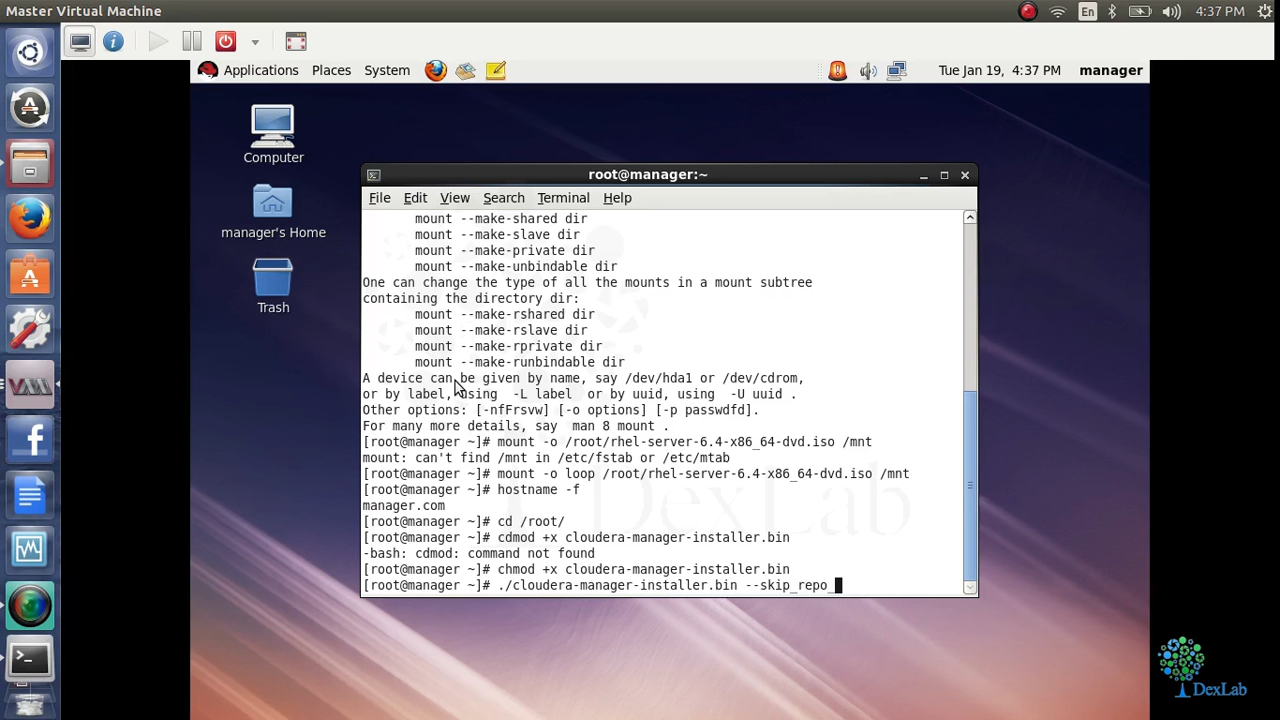 Master Virtual Machine
En
4:37 PM
Applications Places System
Tue Jan 19, 4:37 PM manager
Computer
manager's Home
Trash
root@manager:~
File Edit View Search Terminal Help
mount --make-shared dir
mount --make-slave dir
mount --make-private dir
mount --make-unbindable dir
One can change the type of all the mounts in a mount subtree
containing the directory dir:
mount --make-rshared dir
mount --make-rslave dir
mount --make-rprivate dir
mount --make-runbindable dir
A device can be given by name, say /dev/hda1 or /dev/cdrom,
or by label, using  -L label  or by uuid, using  -U uuid .
Other options: [-nfFrsvw] [-o options] [-p passwdfd].
For many more details, say  man 8 mount .
[root@manager ~]# mount -o /root/rhel-server-6.4-x86_64-dvd.iso /mnt
mount: can't find /mnt in /etc/fstab or /etc/mtab
[root@manager ~]# mount -o loop /root/rhel-server-6.4-x86_64-dvd.iso /mnt
[root@manager ~]# hostname -f
manager.com
[root@manager ~]# cd /root/
[root@manager ~]# cdmod +x cloudera-manager-installer.bin
-bash: cdmod: command not found
[root@manager ~]# chmod +x cloudera-manager-installer.bin
[root@manager ~]# ./cloudera-manager-installer.bin --skip_repo_
DexLab
DexLab